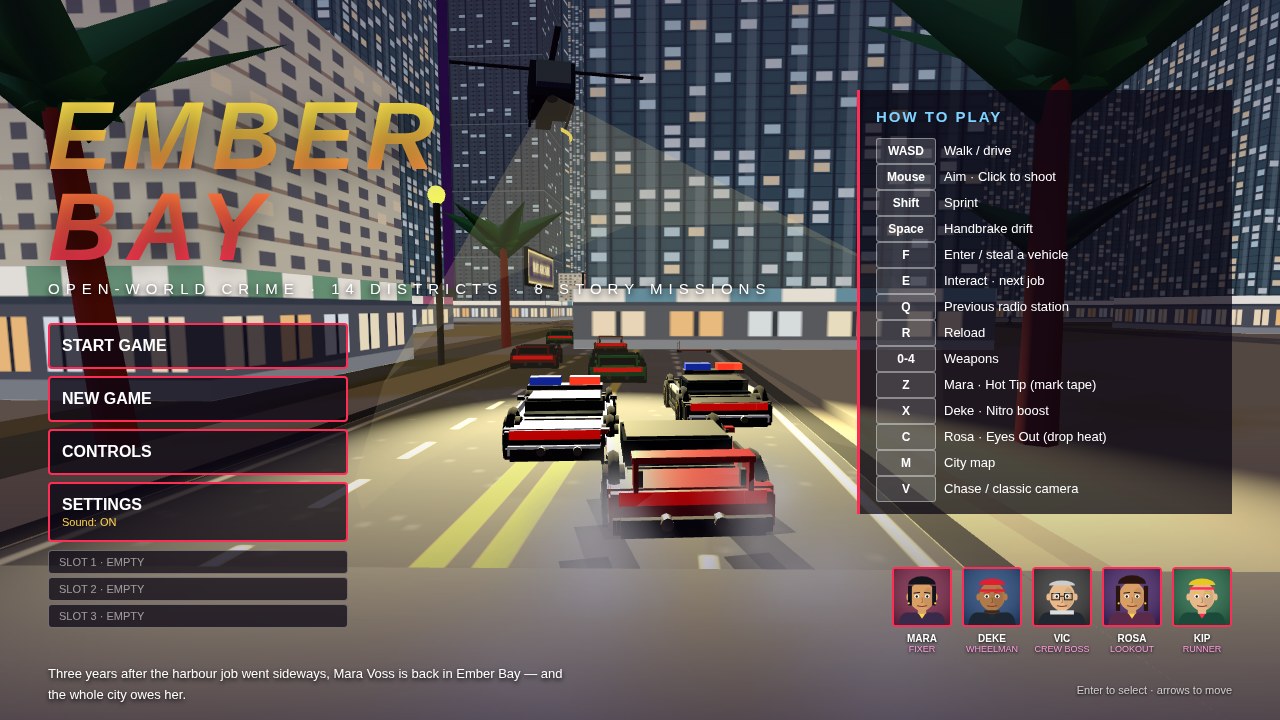 EMBER
BAY
OPEN-WORLD CRIME · 14 DISTRICTS · 8 STORY MISSIONS
START GAME
NEW GAME
CONTROLS
SETTINGS
Sound: ON
SLOT 1 · EMPTY
SLOT 2 · EMPTY
SLOT 3 · EMPTY
Three years after the harbour job went sideways, Mara Voss is back in Ember Bay — and
the whole city owes her.
HOW TO PLAY
WASD Walk / drive
Mouse Aim · Click to shoot
Shift Sprint
Space Handbrake drift
F Enter / steal a vehicle
E Interact · next job
Q Previous radio station
R Reload
0-4 Weapons
Z Mara · Hot Tip (mark tape)
X Deke · Nitro boost
C Rosa · Eyes Out (drop heat)
M City map
V Chase / classic camera
MARA DEKE VIC ROSA KIP
FIXER WHEELMAN CREW BOSS LOOKOUT RUNNER
Enter to select · arrows to move